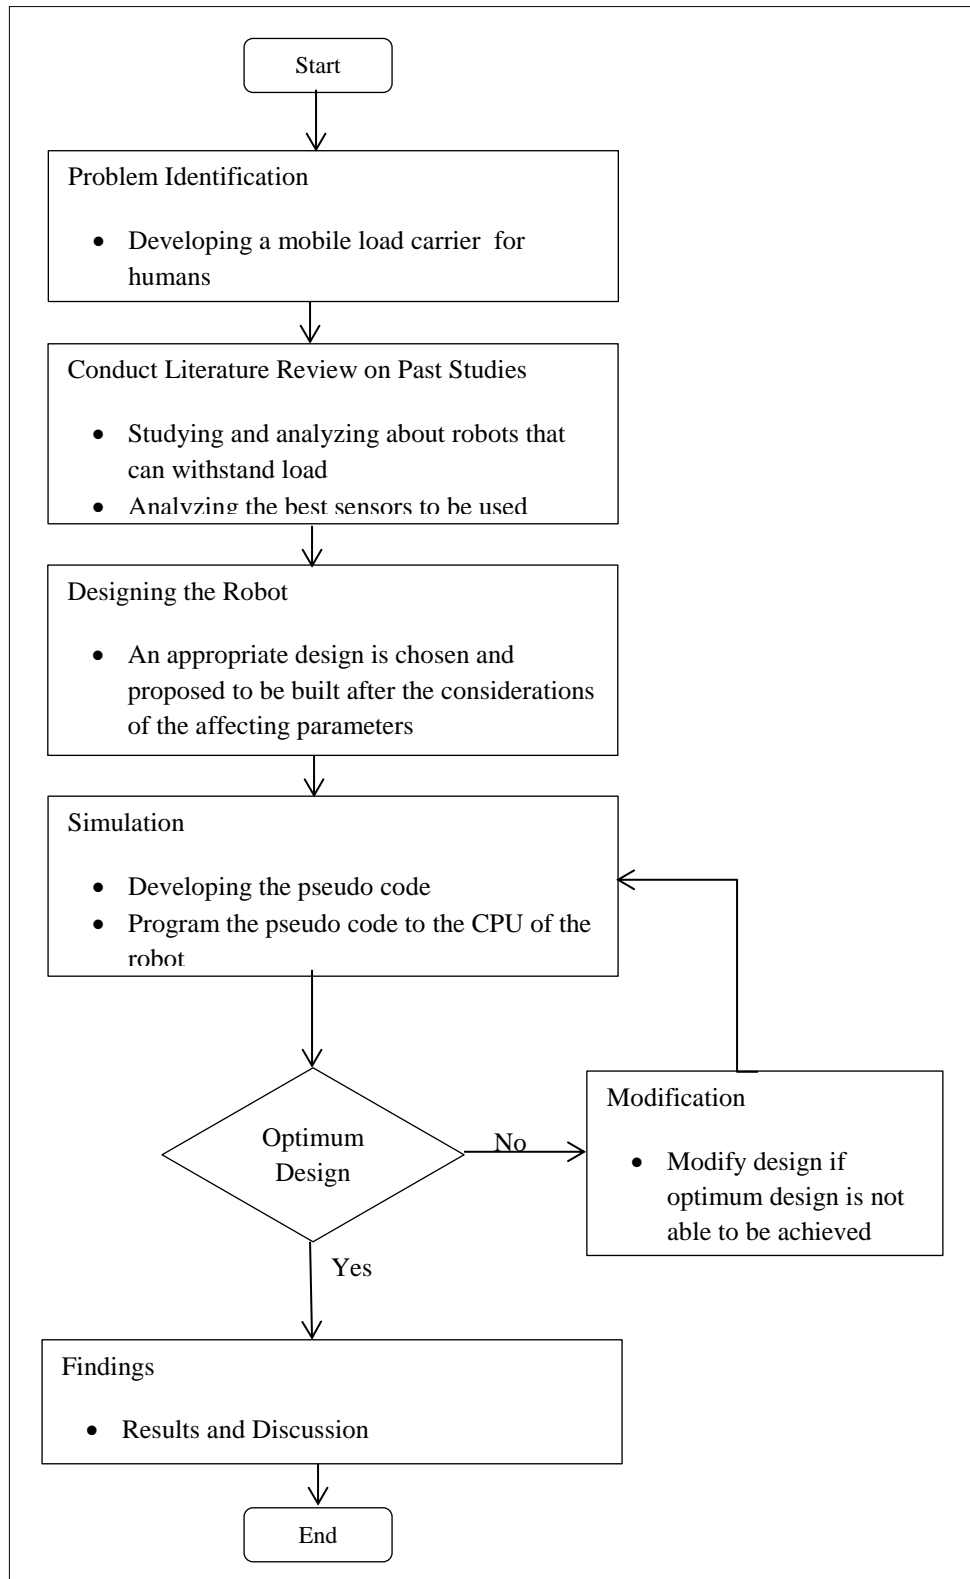 Start
Problem Identification
• Developing a mobile load carrier for
humans
Conduct Literature Review on Past Studies
• Studying and analyzing about robots that
can withstand load
• Analyzing the best sensors to be used
Designing the Robot
• An appropriate design is chosen and
proposed to be built after the considerations
of the affecting parameters
Simulation
• Developing the pseudo code
• Program the pseudo code to the CPU of the
robot
Optimum
Design
No
Modification
• Modify design if
optimum design is not
able to be achieved
Yes
Findings
• Results and Discussion
End